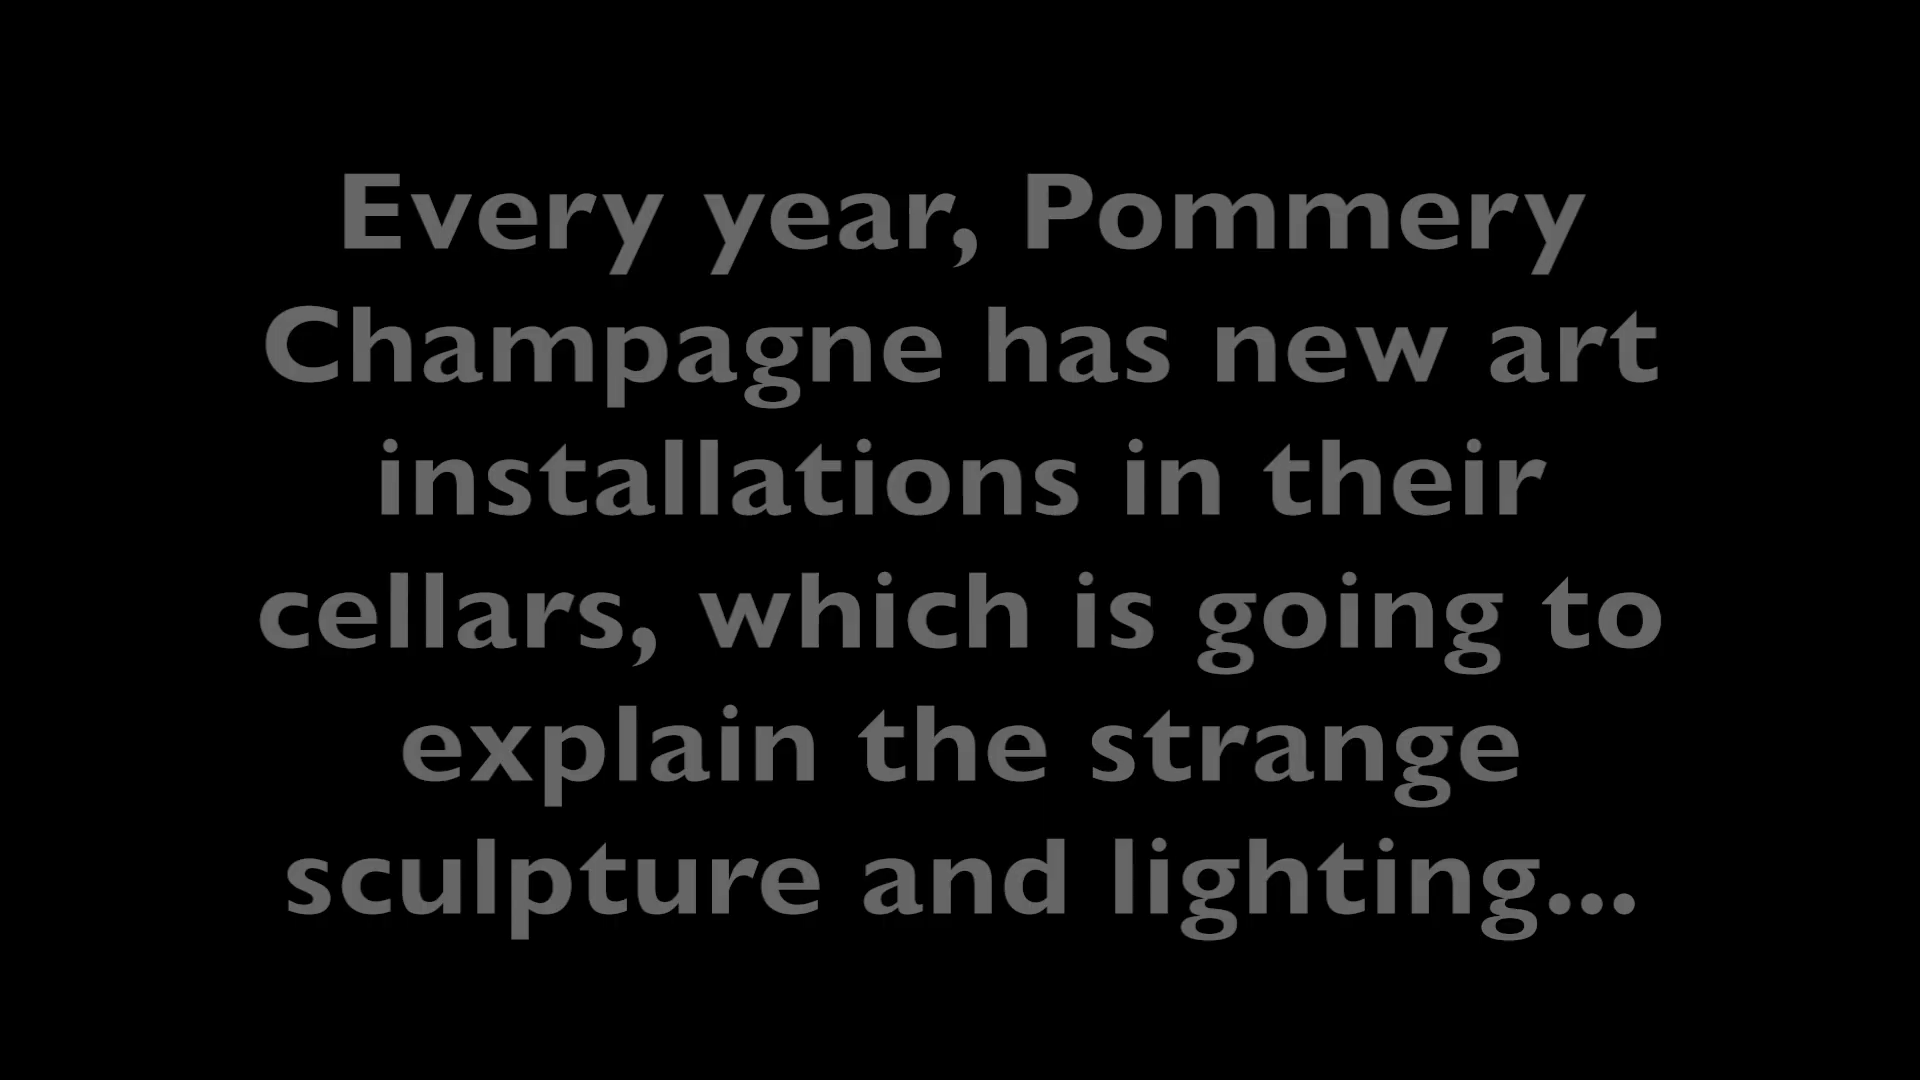 Every year, Pommery
Champagne has new art
installations in their
cellars, which is going to
explain the strange
sculpture and lighting...